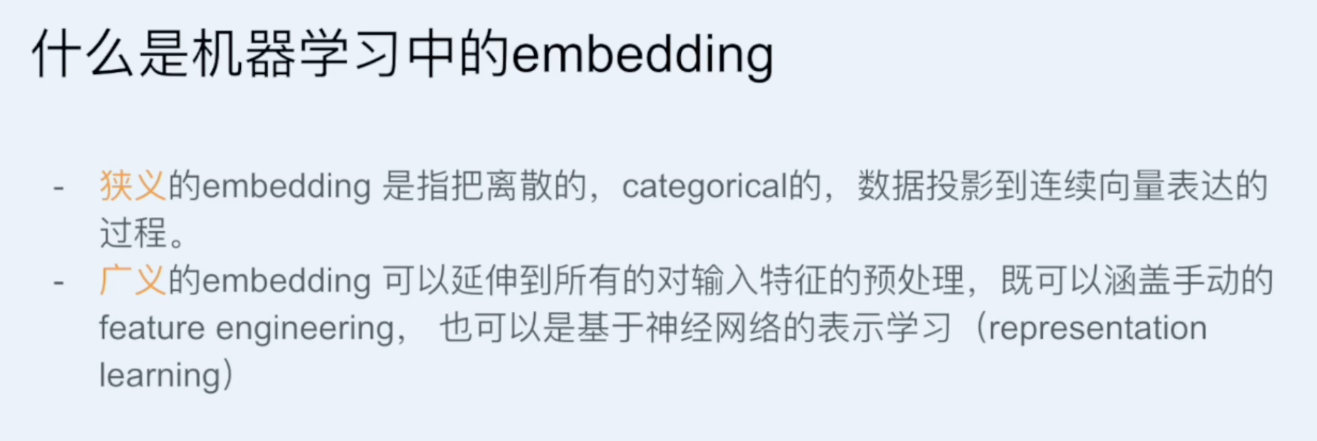 什么是机器学习中的embedding
- 狭义的embedding 是指把离散的，categorical的，数据投影到连续向量表达的
过程。
- 广义的embedding 可以延伸到所有的对输入特征的预处理，既可以涵盖手动的
feature engineering， 也可以是基于神经网络的表示学习（representation
learning）